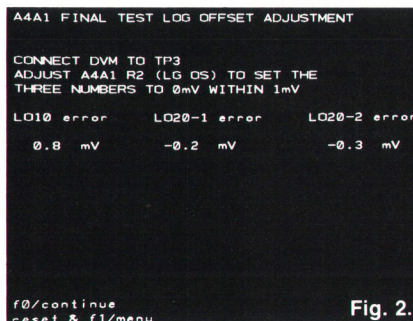 A4A1 FINAL TEST LOG OFFSET ADJUSTMENT
CONNECT DVM TO TP3
ADJUST A4A1 R2 (LG OS) TO SET THE
THREE NUMBERS TO 0mV WITHIN 1mV
LO10 error LO20-1 error LO20-2 error
0.8 mV -0.2 mV -0.3 mV
f0/continue
reset & f1/menu
Fig. 2.